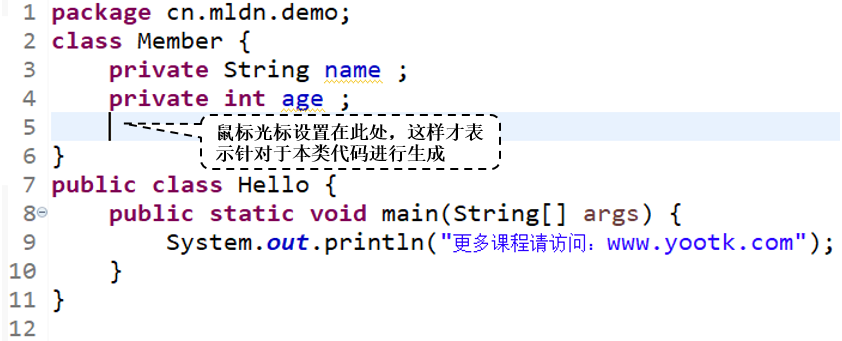 1 package cn.mldn.demo;
2 class Member {
3 private String name ;
4 private int age ;
5
鼠标光标设置在此处，这样才表
示针对于本类代码进行生成
6 }
7 public class Hello {
8 public static void main(String[] args) {
9 System.out.println("更多课程请访问：www.yootk.com");
10 }
11 }
12